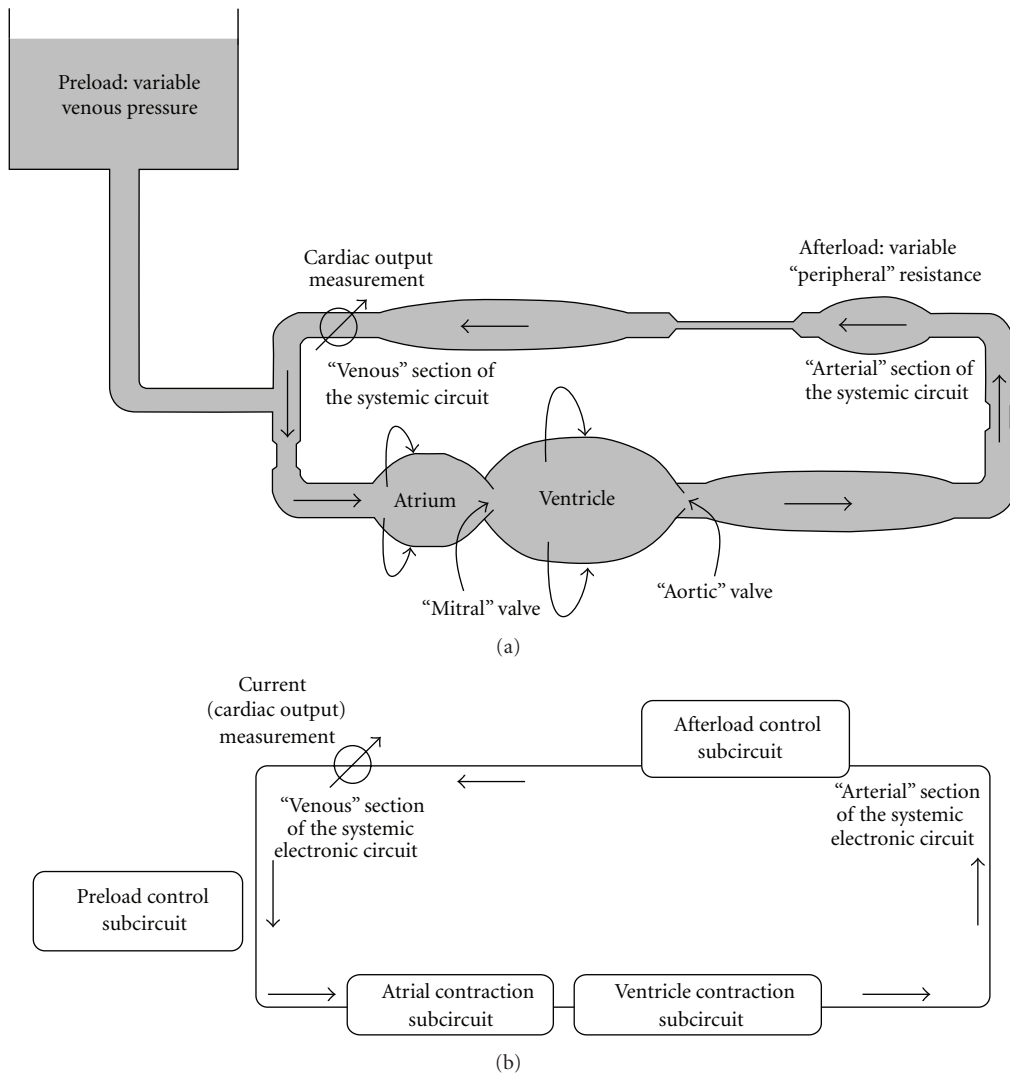 Preload: variable
venous pressure
Cardiac output
measurement
Afterload: variable
“peripheral” resistance
“Venous” section of
the systemic circuit
“Arterial” section of
the systemic circuit
Atrium
Ventricle
“Mitral” valve
“Aortic” valve
(a)
Current
(cardiac output)
measurement
Afterload control
subcircuit
“Venous” section
of the systemic
electronic circuit
“Arterial” section
of the systemic
electronic circuit
Preload control
subcircuit
Atrial contraction
subcircuit
Ventricle contraction
subcircuit
(b)